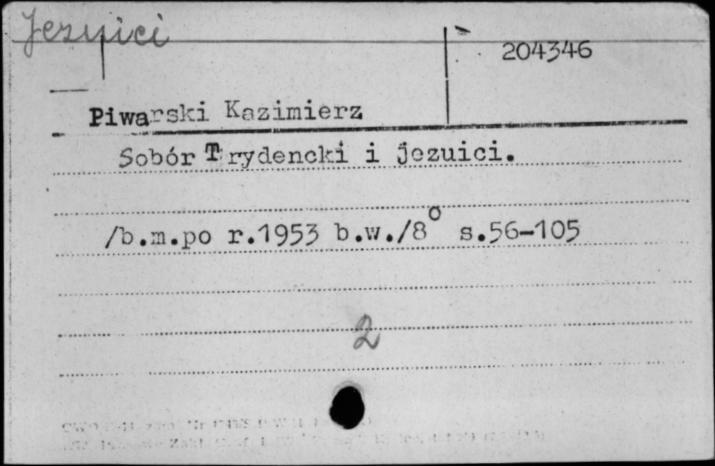 Jezuici
204346
Piwarski Kazimierz
Sobór Trydencki i jezuici.
/b.m.po r.1953 b.w./8° s.56-105
2